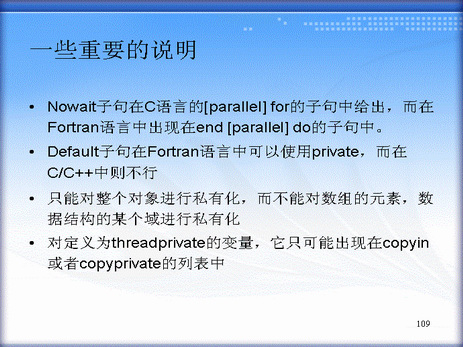 一些重要的说明
• Nowait子句在C语言的[parallel] for的子句中给出，而在
Fortran语言中出现在end [parallel] do的子句中。
• Default子句在Fortran语言中可以使用private，而在
C/C++中则不行
• 只能对整个对象进行私有化，而不能对数组的元素，数
据结构的某个域进行私有化
• 对定义为threadprivate的变量，它只可能出现在copyin
或者copyprivate的列表中
109